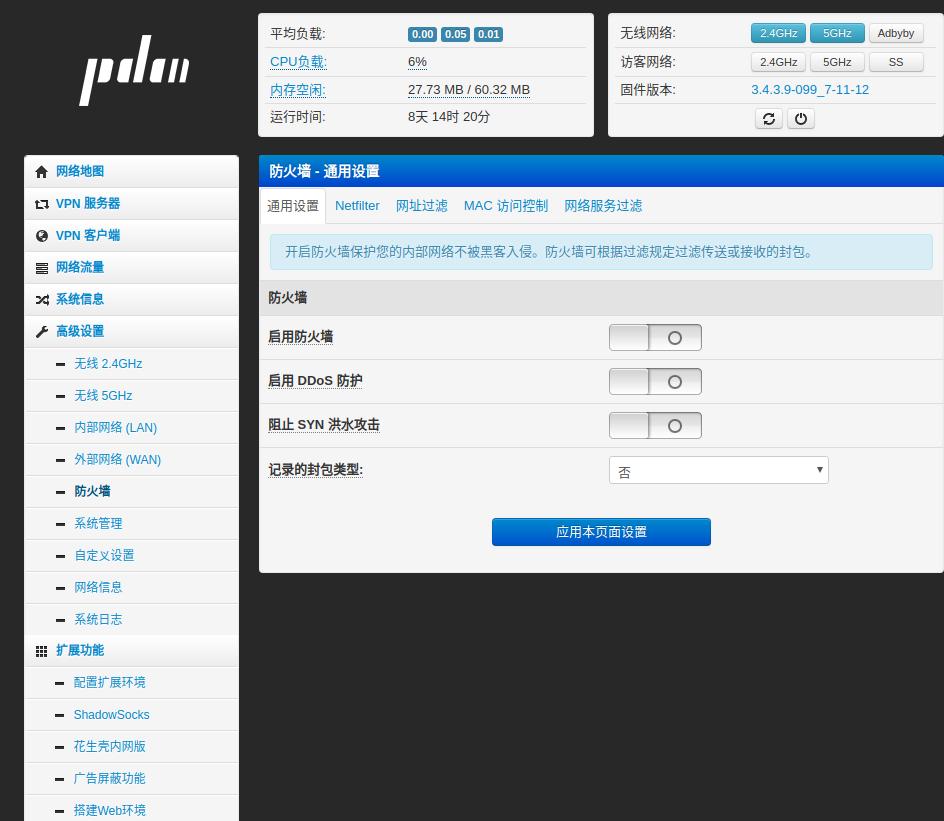 平均负载: 0.00 0.05 0.01
CPU负载: 6%
内存空闲: 27.73 MB / 60.32 MB
运行时间: 8天 14时 20分
无线网络: 2.4GHz 5GHz Adbyby
访客网络: 2.4GHz 5GHz SS
固件版本: 3.4.3.9-099_7-11-12
网络地图
VPN 服务器
VPN 客户端
网络流量
系统信息
高级设置
无线 2.4GHz
无线 5GHz
内部网络 (LAN)
外部网络 (WAN)
防火墙
系统管理
自定义设置
网络信息
系统日志
扩展功能
配置扩展环境
ShadowSocks
花生壳内网版
广告屏蔽功能
搭建Web环境
防火墙 - 通用设置
通用设置 Netfilter 网址过滤 MAC 访问控制 网络服务过滤
开启防火墙保护您的内部网络不被黑客入侵。防火墙可根据过滤规定过滤传送或接收的封包。
防火墙
启用防火墙
启用 DDoS 防护
阻止 SYN 洪水攻击
记录的封包类型: 否
应用本页面设置